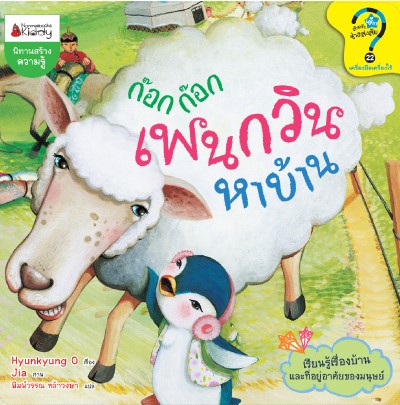 Nanmeebooks
Kiddy
นิทานสร้าง
ความรู้
22
ก๊อก ก๊อก
เพนกวิน
หาบ้าน
Hyunkyung O เรื่อง
Jia ภาพ
เรียนรู้เรื่องบ้าน
และที่อยู่อาศัยของมนุษย์